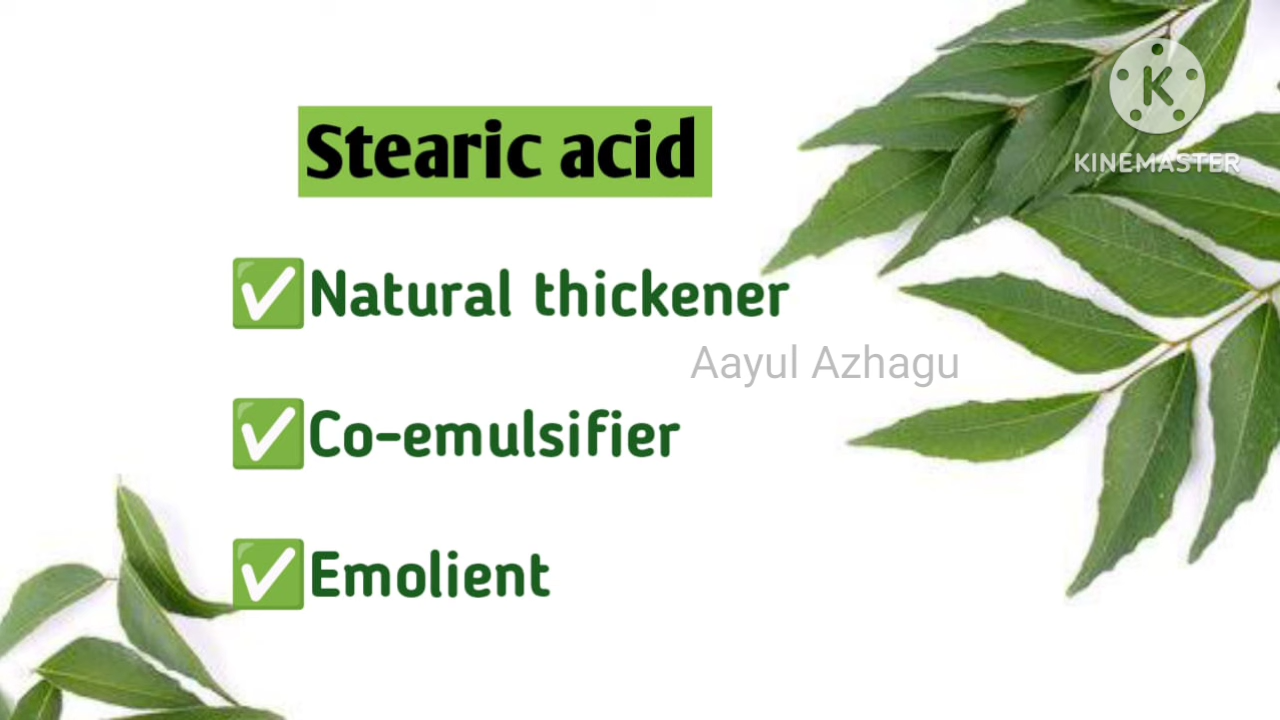 K
KINEMASTER
Stearic acid
✅Natural thickener
Aayul Azhagu
✅Co-emulsifier
✅Emolient